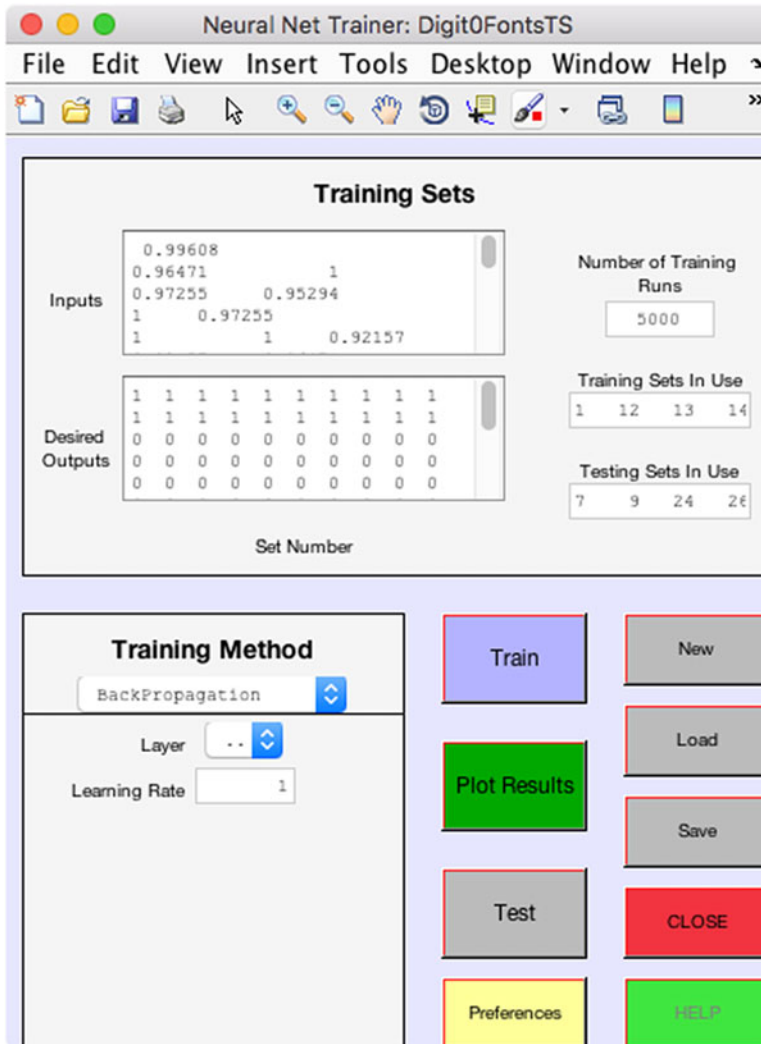 Neural Net Trainer: Digit0FontsTS
File Edit View Insert Tools Desktop Window Help
Training Sets
Inputs
0.99608
0.96471 1
0.97255 0.95294
1 0.97255
1 1 0.92157
Number of Training
Runs
5000
Desired
Outputs
1 1 1 1 1 1 1 1 1 1
1 1 1 1 1 1 1 1 1 1
0 0 0 0 0 0 0 0 0 0
0 0 0 0 0 0 0 0 0 0
0 0 0 0 0 0 0 0 0 0
Training Sets In Use
1 12 13 14
Testing Sets In Use
7 9 24 26
Set Number
Training Method
BackPropagation
Layer ..
Learning Rate 1
Train
Plot Results
Test
Preferences
New
Load
Save
CLOSE
HELP